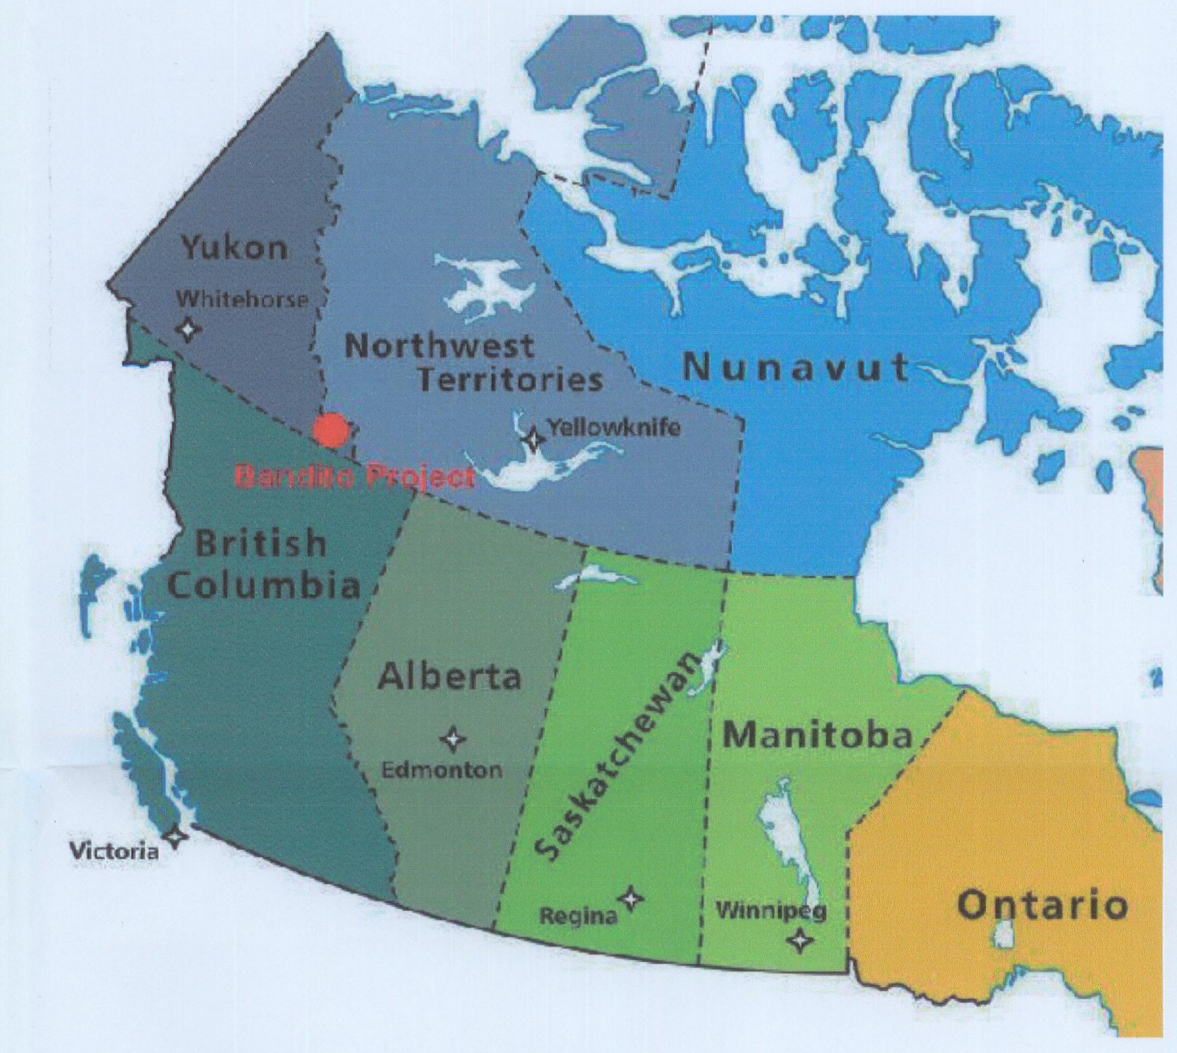 Yukon
Whitehorse
Northwest
Territories
Nunavut
Yellowknife
Bandito Project
British
Columbia
Alberta
Edmonton
Saskatchewan
Manitoba
Victoria
Regina
Winnipeg
Ontario